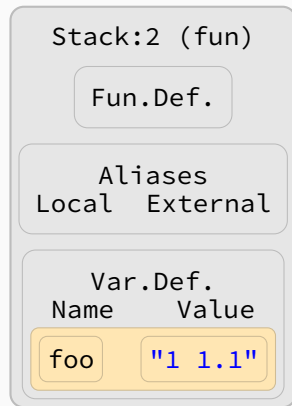 Stack:2 (fun)
Fun.Def.
Aliases
Local External
Var.Def.
Name Value
foo "1 1.1"